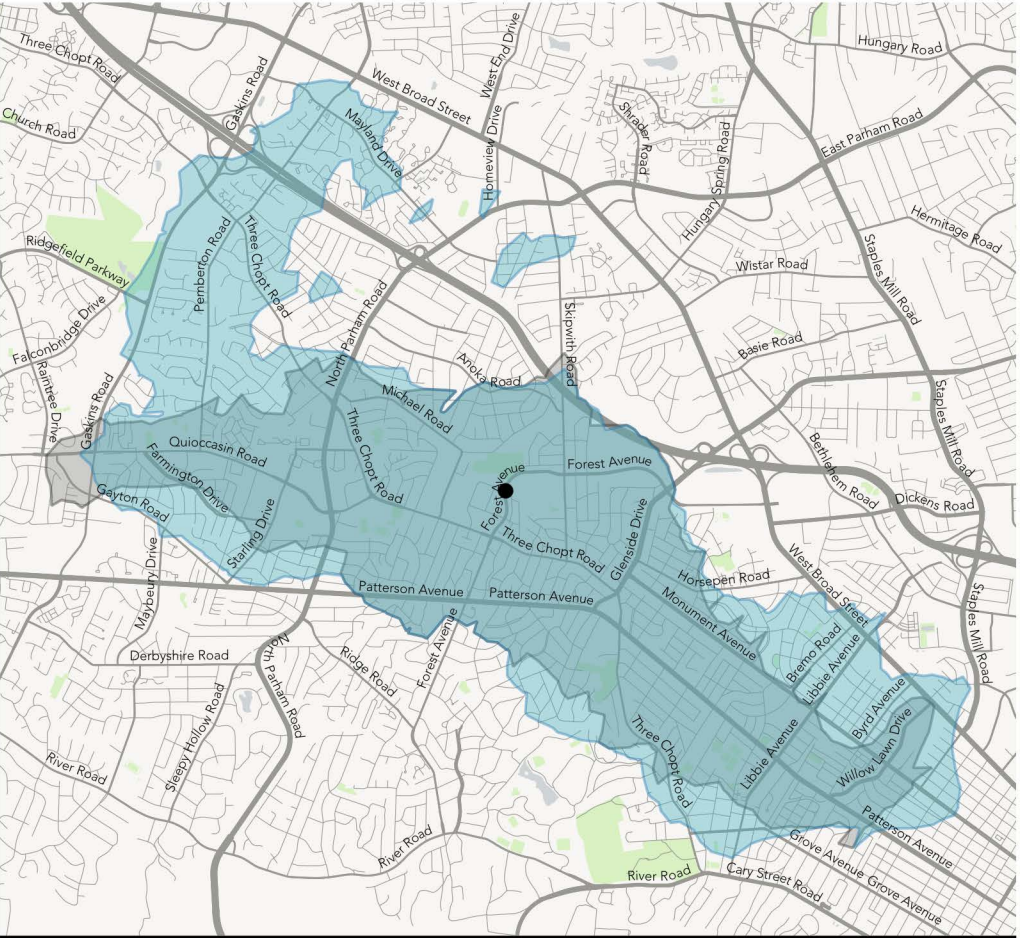 Three Chopt Road
Gaskins Road
West Broad Street
West End Drive
Hungary Road
Church Road
Mayland Drive
Homeview Drive
Shrader Road
Hungary Spring Road
East Parham Road
Hermitage Road
Ridgefield Parkway
Pemberton Road
Three Chopt Road
Wistar Road
Staples Mill Road
Falconbridge Drive
North Parham Road
Skipwith Road
Basie Road
Raintree Drive
Gaskins Road
Anoka Road
Michael Road
Staples Mill Road
Quioccasin Road
Farmington Drive
Three Chopt Road
Forest Avenue
Forest Avenue
Bethlehem Road
Dickens Road
Gayton Road
Starling Drive
Three Chopt Road
Glenside Drive
Maybeury Drive
Patterson Avenue
Patterson Avenue
Horsepen Road
West Broad Street
Monument Avenue
Staples Mill Road
Derbyshire Road
North Parham Road
Ridge Road
Forest Avenue
Bremo Road
Libbie Avenue
Byrd Avenue
Sleepy Hollow Road
River Road
Three Chopt Road
Libbie Avenue
Willow Lawn Drive
Patterson Avenue
River Road
River Road
Cary Street Road
Grove Avenue
Grove Avenue